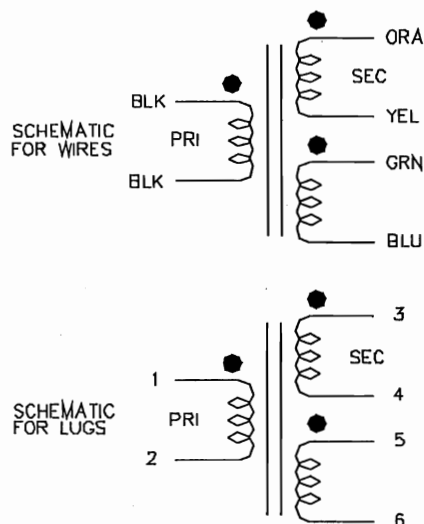 ORA
SEC
BLK
YEL
SCHEMATIC
FOR WIRES
PRI
GRN
BLK
BLU
3
1
SEC
4
SCHEMATIC
FOR LUGS
PRI
5
2
6